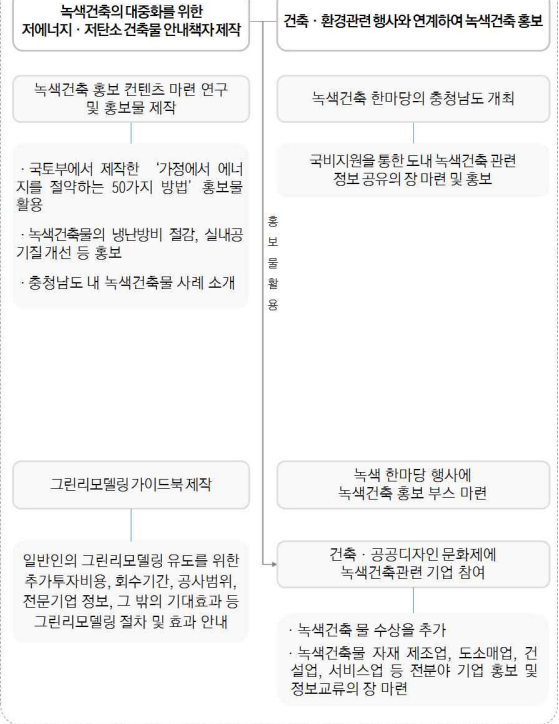 녹색건축의 대중화를 위한
저에너지 · 저탄소 건축물 안내책자 제작
녹색건축 홍보 컨텐츠 마련 연구
및 홍보물 제작
· 국토부에서 제작한 ‘가정에서 에너
지를 절약하는 50가지 방법’ 홍보물
활용
· 녹색건축물의 냉난방비 절감, 실내공
기질 개선 등 홍보
· 충청남도 내 녹색건축물 사례 소개
그린리모델링 가이드북 제작
일반인의 그린리모델링 유도를 위한
추가투자비용, 회수기간, 공사범위,
전문기업 정보, 그 밖의 기대효과 등
그린리모델링 절차 및 효과 안내
홍
보
물
활
용
건축 · 환경관련 행사와 연계하여 녹색건축 홍보
녹색건축 한마당의 충청남도 개최
국비지원을 통한 도내 녹색건축 관련
정보 공유의 장 마련 및 홍보
녹색 한마당 행사에
녹색건축 홍보 부스 마련
건축 · 공공디자인 문화제에
녹색건축관련 기업 참여
· 녹색건축 물 수상을 추가
· 녹색건축물 자재 제조업, 도소매업, 건
설업, 서비스업 등 전분야 기업 홍보 및
정보교류의 장 마련